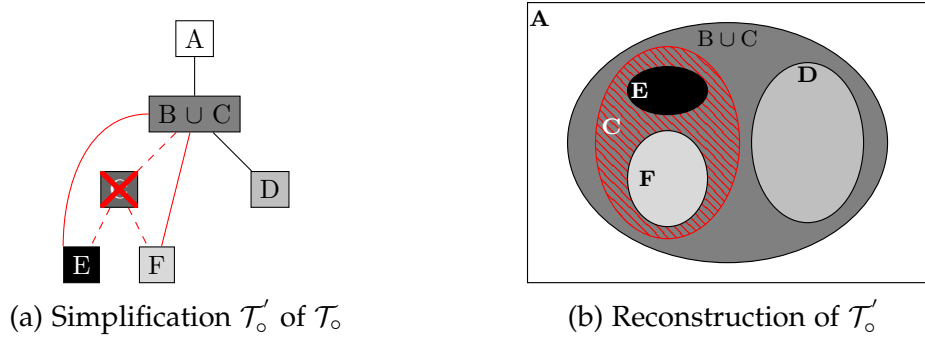 A
B ∪ C
C
D
E
F
(a) Simplification 𝒯′∘ of 𝒯∘
A
B ∪ C
D
E
C
F
(b) Reconstruction of 𝒯′∘